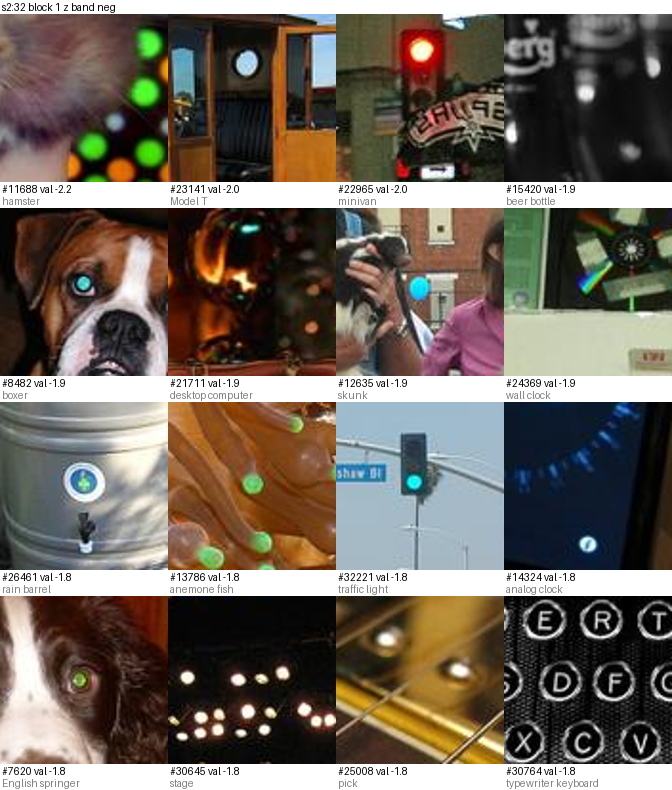 s2:32 block 1 z band neg
erg
SPURS
#11688 val -2.2
hamster
#23141 val -2.0
Model T
#22965 val -2.0
minivan
#15420 val -1.9
beer bottle
#8482 val -1.9
boxer
#21711 val -1.9
desktop computer
#12635 val -1.9
skunk
#24369 val -1.9
wall clock
shaw Bl
#26461 val -1.8
rain barrel
#13786 val -1.8
anemone fish
#32221 val -1.8
traffic light
#14324 val -1.8
analog clock
E R T
D F G
X C V
#7620 val -1.8
English springer
#30645 val -1.8
stage
#25008 val -1.8
pick
#30764 val -1.8
typewriter keyboard